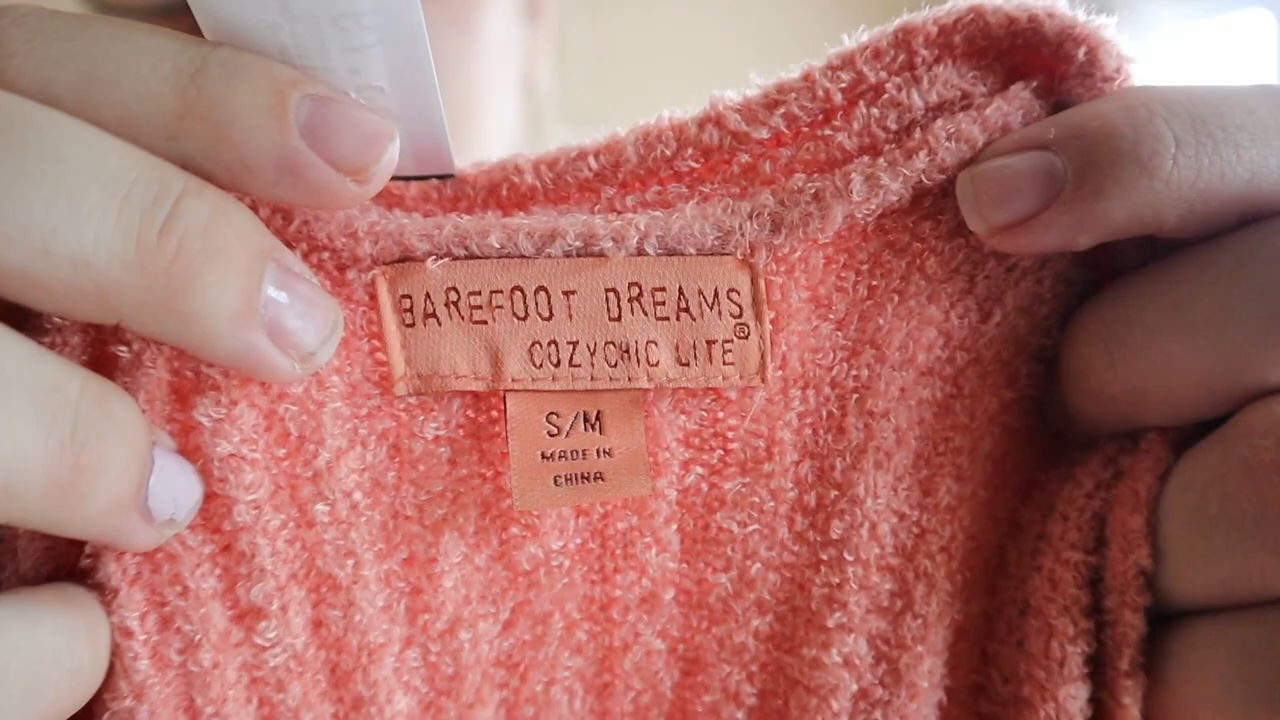 BAREFOOT DREAMS
COZYCHIC LITE®
S/M
MADE IN
CHINA